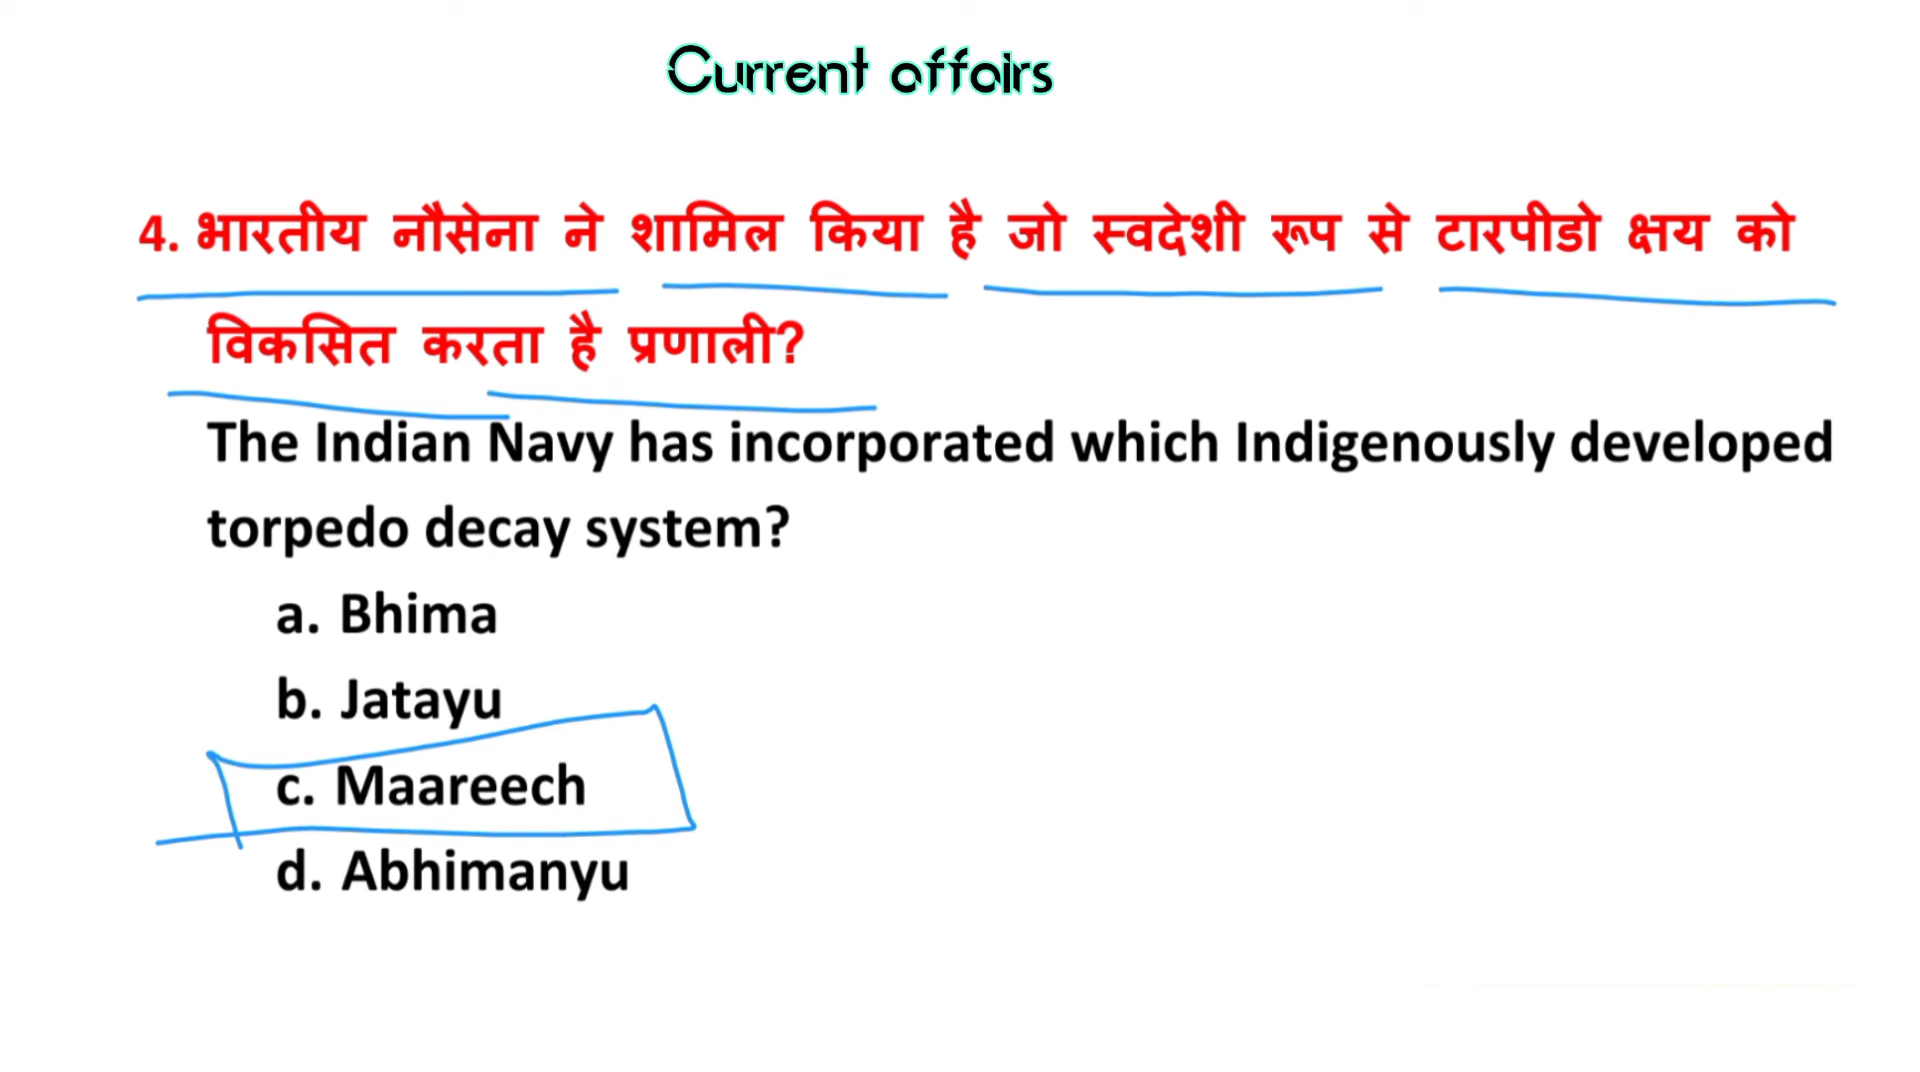 Current affairs
4. भारतीय नौसेना ने शामिल किया है जो स्वदेशी रूप से टारपीडो क्षय को
विकसित करता है प्रणाली?
The Indian Navy has incorporated which Indigenously developed
torpedo decay system?
a. Bhima
b. Jatayu
c. Maareech
d. Abhimanyu